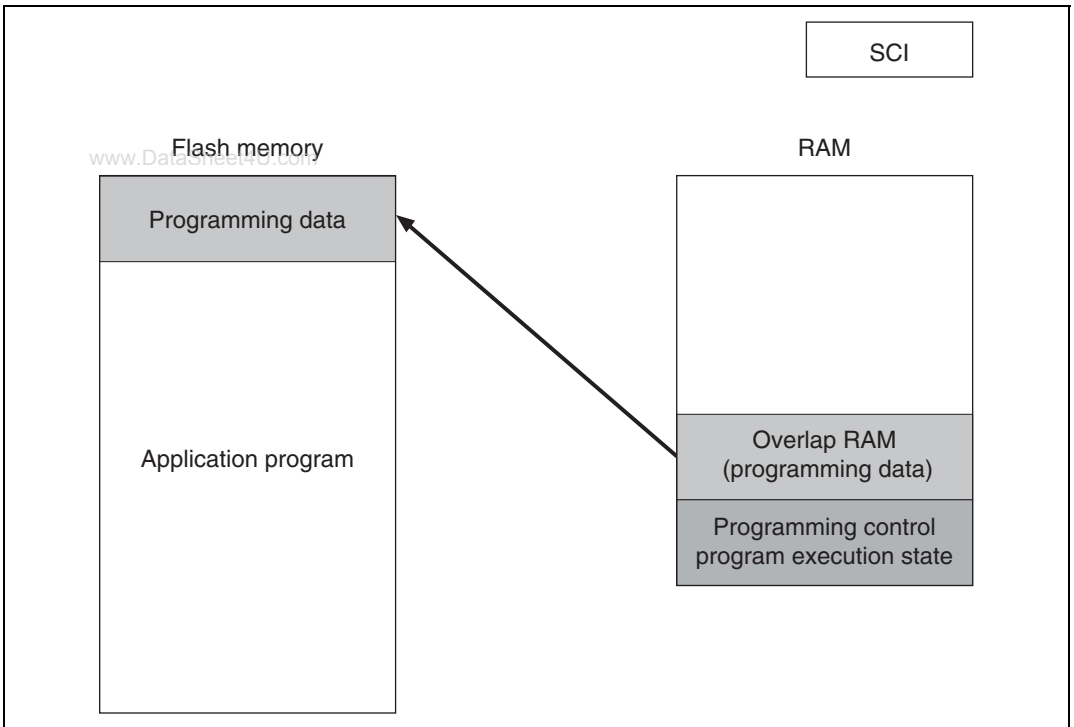 SCI
Flash memory
www.DataSheet4U.com
RAM
Programming data
Application program
Overlap RAM
(programming data)
Programming control
program execution state